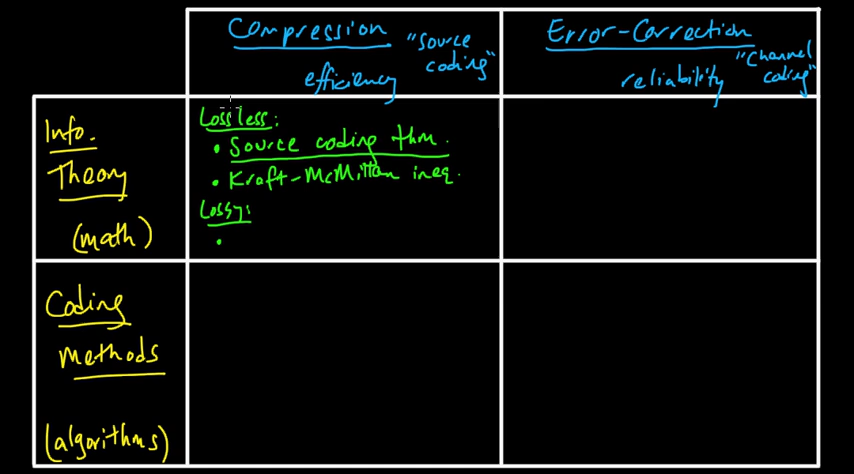 Compression "Source
coding"
efficiency
Error-Correction
"Channel
coding"
reliability
Info.
Theory
(math)
Lossless:
• Source coding thm.
• Kraft-McMillan ineq.
Lossy:
•
Coding
Methods
(algorithms)